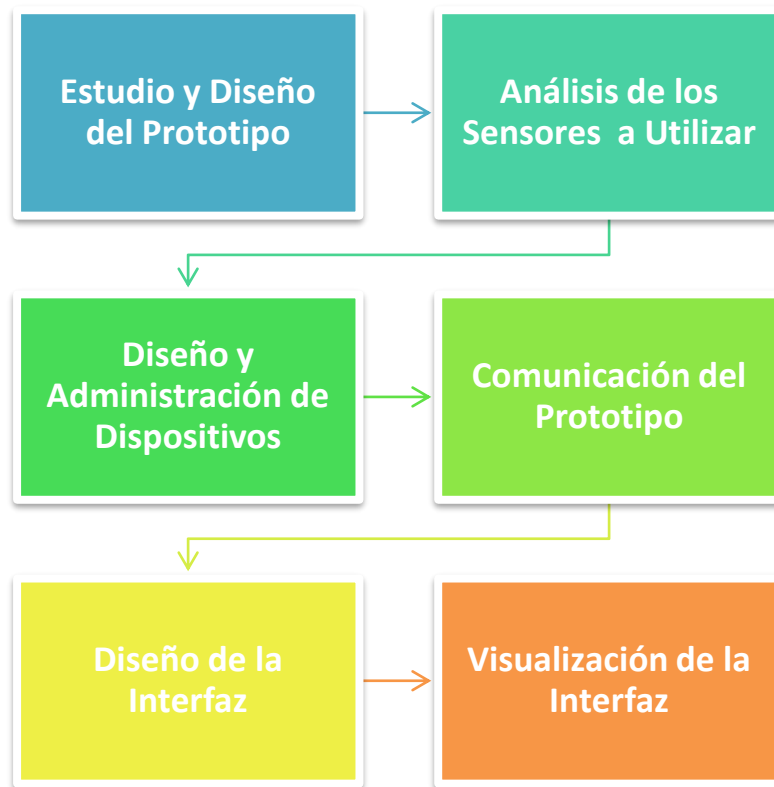 Estudio y Diseño
del Prototipo
Análisis de los
Sensores  a Utilizar
Diseño y
Administración de
Dispositivos
Comunicación del
Prototipo
Diseño de la
Interfaz
Visualización de la
Interfaz